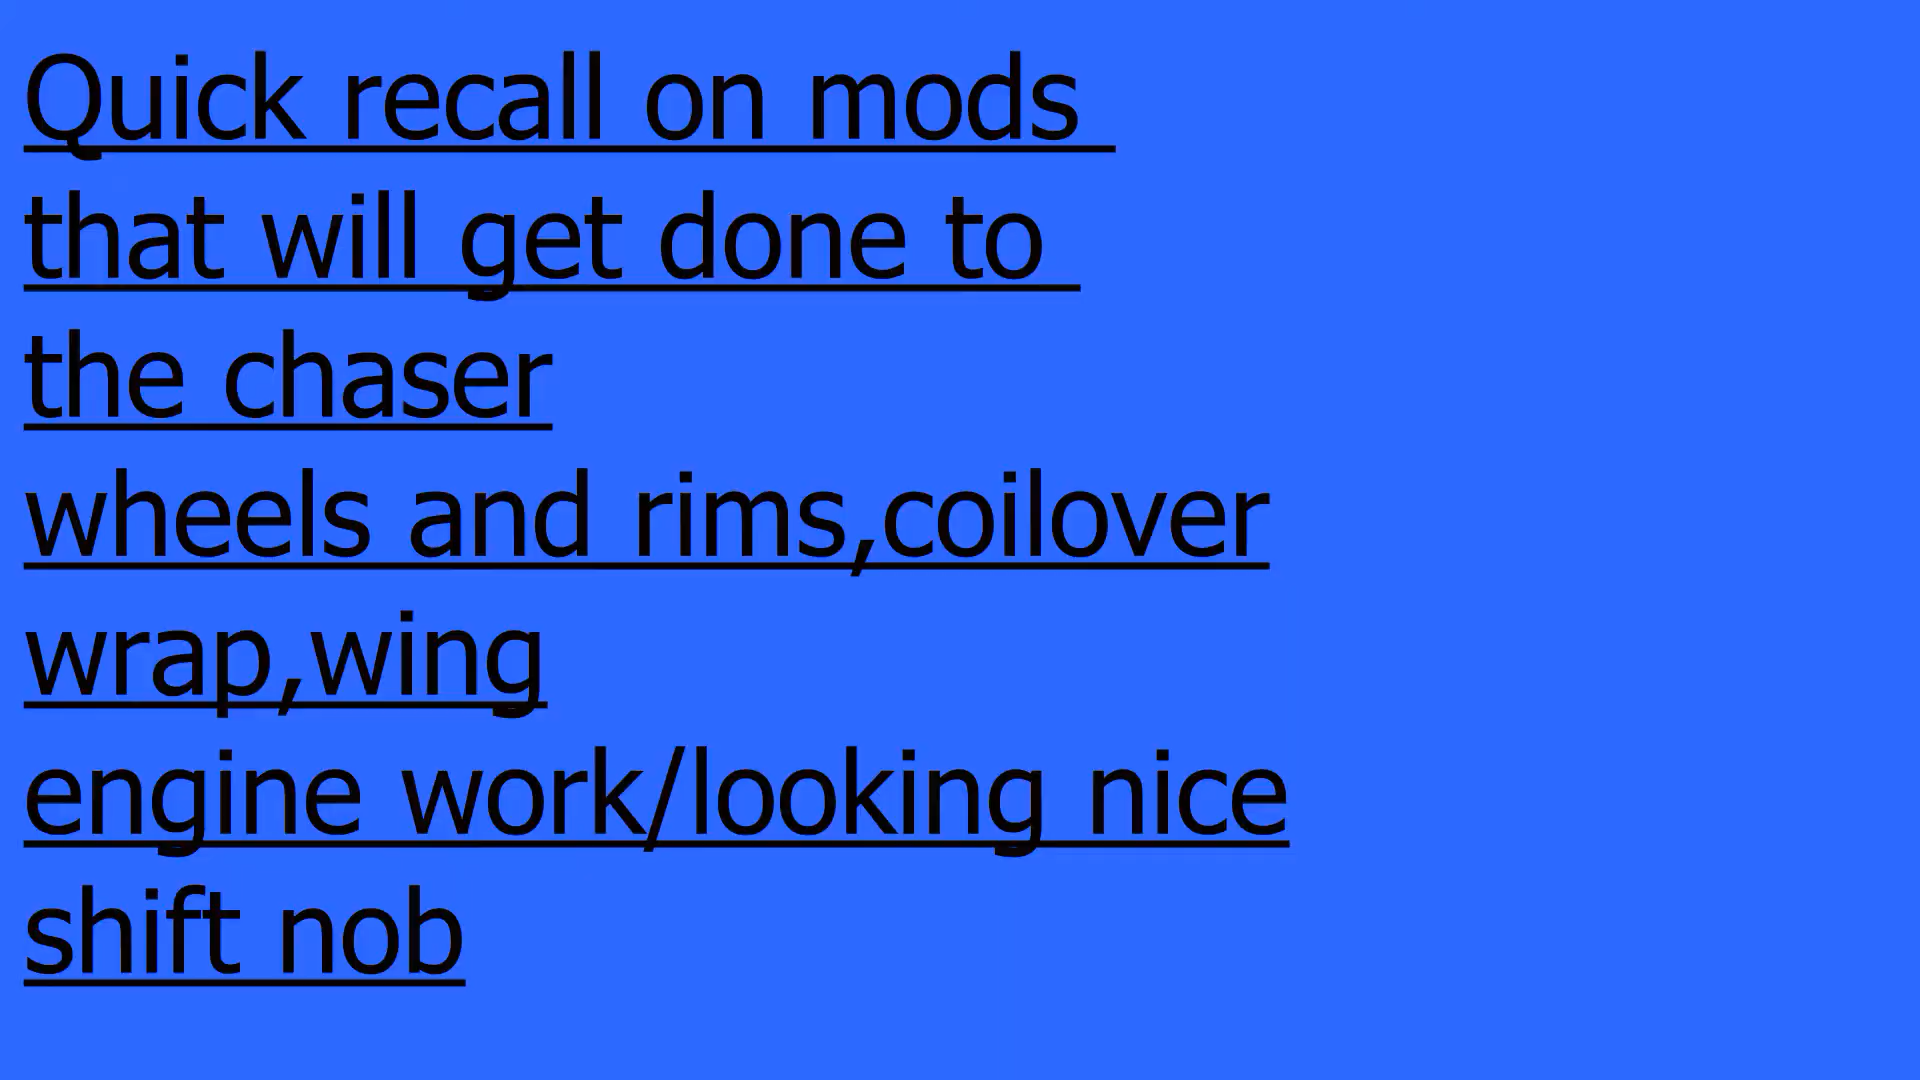 Quick recall on mods
that will get done to
the chaser
wheels and rims,coilover
wrap,wing
engine work/looking nice
shift nob